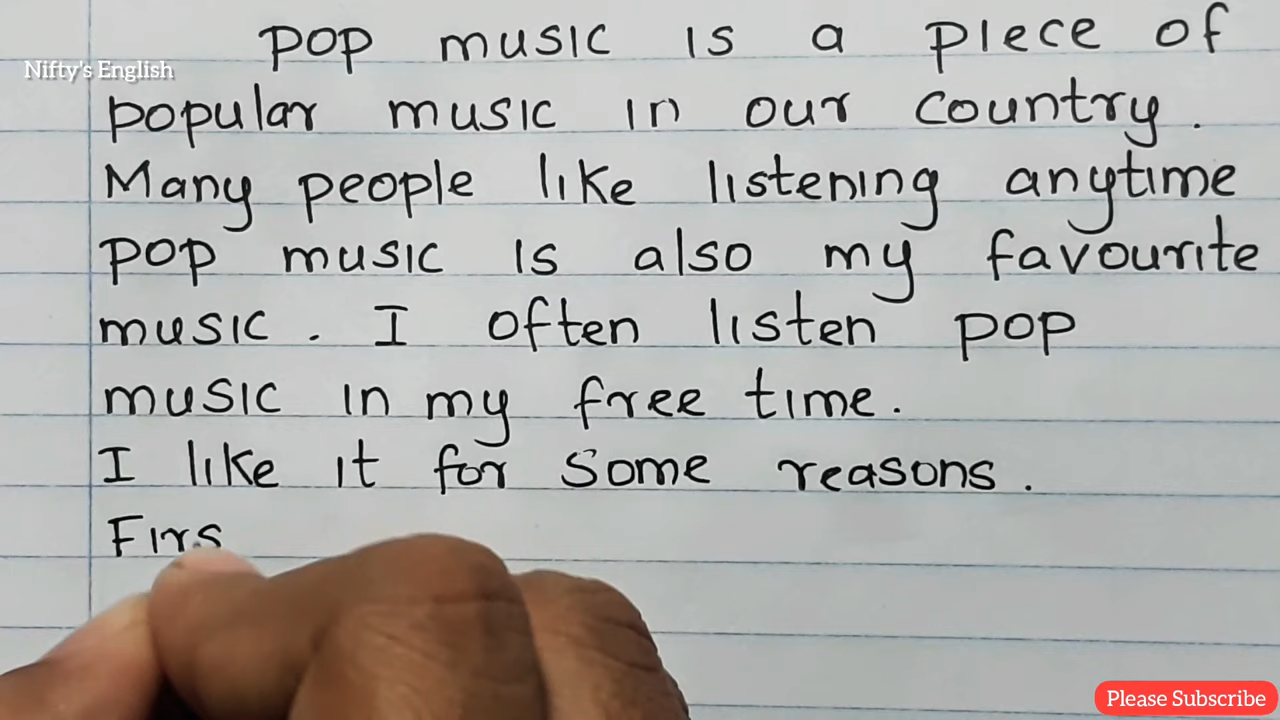 pop music is a piece of
Nifty's English
popular music in our country.
Many people like listening anytime
pop music is also my favourite
music. I often listen pop
music in my free time.
I like it for some reasons.
Firs
Please Subscribe